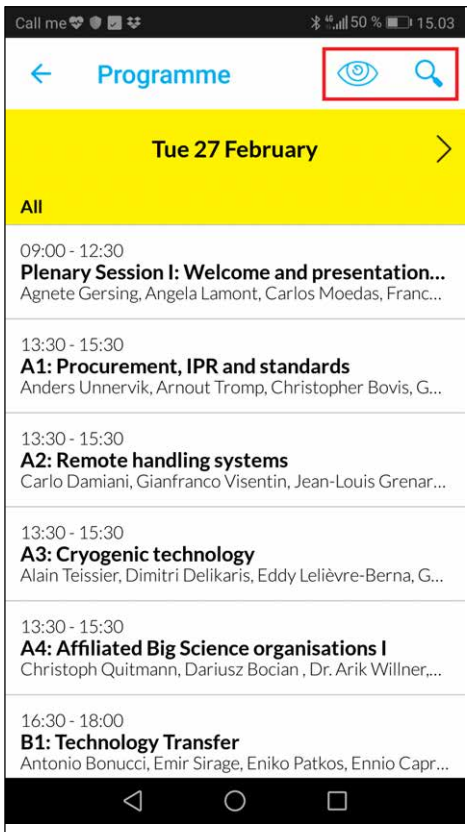 Call me
50 % 15.03
Programme
Tue 27 February
All
09:00 - 12:30
Plenary Session I: Welcome and presentation...
Agnete Gersing, Angela Lamont, Carlos Moedas, Franc...
13:30 - 15:30
A1: Procurement, IPR and standards
Anders Unnervik, Arnout Tromp, Christopher Bovis, G...
13:30 - 15:30
A2: Remote handling systems
Carlo Damiani, Gianfranco Visentin, Jean-Louis Grenar...
13:30 - 15:30
A3: Cryogenic technology
Alain Teissier, Dimitri Delikaris, Eddy Lelièvre-Berna, G...
13:30 - 15:30
A4: Affiliated Big Science organisations I
Christoph Quitmann, Dariusz Bocian , Dr. Arik Willner,...
16:30 - 18:00
B1: Technology Transfer
Antonio Bonucci, Emir Sirage, Eniko Patkos, Ennio Capr...